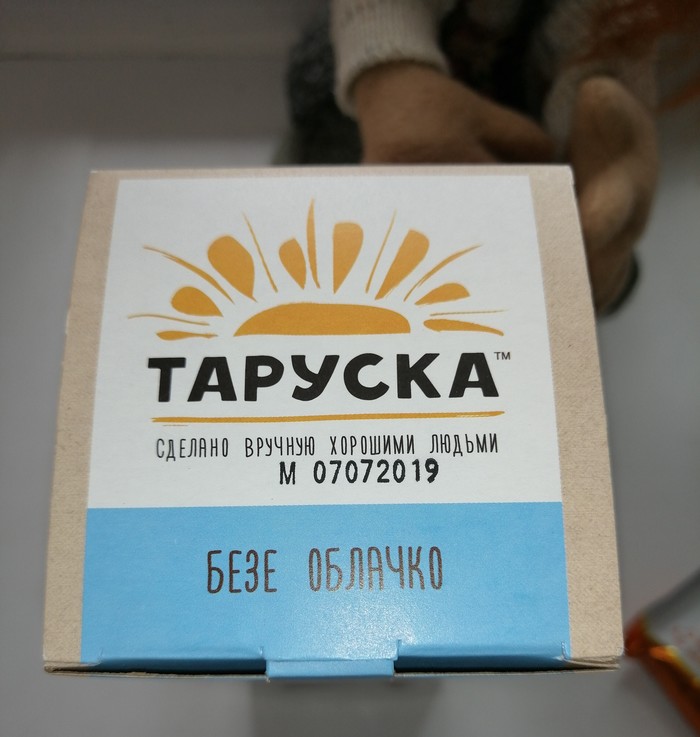 ТАРУСКА™
СДЕЛАНО ВРУЧНУЮ ХОРОШИМИ ЛЮДЬМИ
М 07072019
БЕЗЕ ОБЛАЧКО